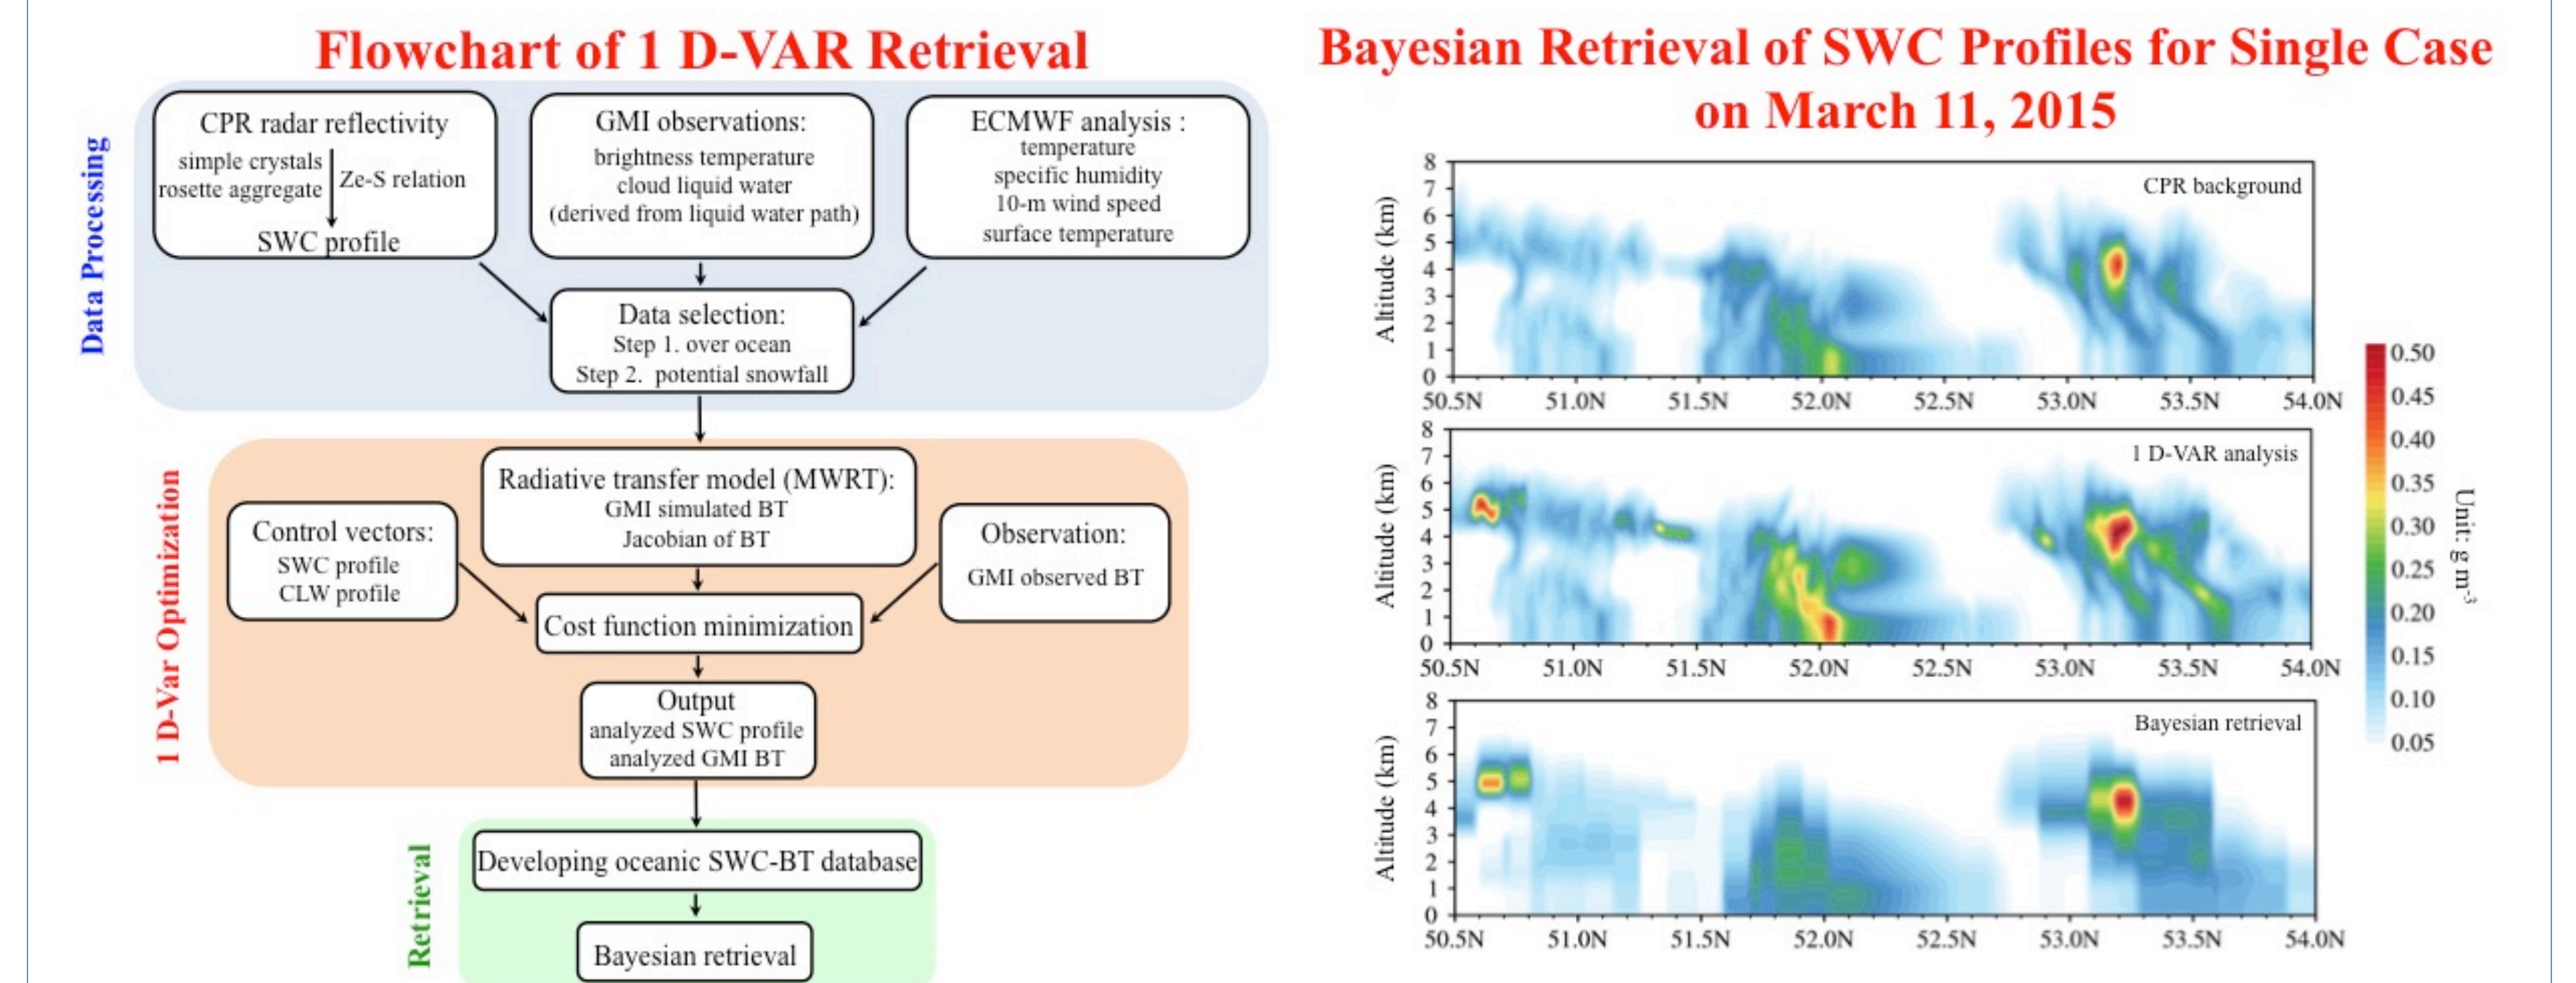 Flowchart of 1 D-VAR Retrieval
Data Processing
CPR radar reflectivity
simple crystals
rosette aggregate
Ze-S relation
SWC profile
GMI observations:
brightness temperature
cloud liquid water
(derived from liquid water path)
ECMWF analysis :
temperature
specific humidity
10-m wind speed
surface temperature
Data selection:
Step 1. over ocean
Step 2. potential snowfall
1 D-Var Optimization
Radiative transfer model (MWRT):
GMI simulated BT
Jacobian of BT
Control vectors:
SWC profile
CLW profile
Observation:
GMI observed BT
Cost function minimization
Output
analyzed SWC profile
analyzed GMI BT
Retrieval
Developing oceanic SWC-BT database
Bayesian retrieval
Bayesian Retrieval of SWC Profiles for Single Case
on March 11, 2015
CPR background
Altitude (km)
8
7
6
5
4
3
2
1
0
50.5N 51.0N 51.5N 52.0N 52.5N 53.0N 53.5N 54.0N
1 D-VAR analysis
Altitude (km)
8
7
6
5
4
3
2
1
0
50.5N 51.0N 51.5N 52.0N 52.5N 53.0N 53.5N 54.0N
Bayesian retrieval
Altitude (km)
8
7
6
5
4
3
2
1
0
50.5N 51.0N 51.5N 52.0N 52.5N 53.0N 53.5N 54.0N
0.50
0.45
0.40
0.35
0.30
0.25
0.20
0.15
0.10
0.05
Unit: g m⁻³